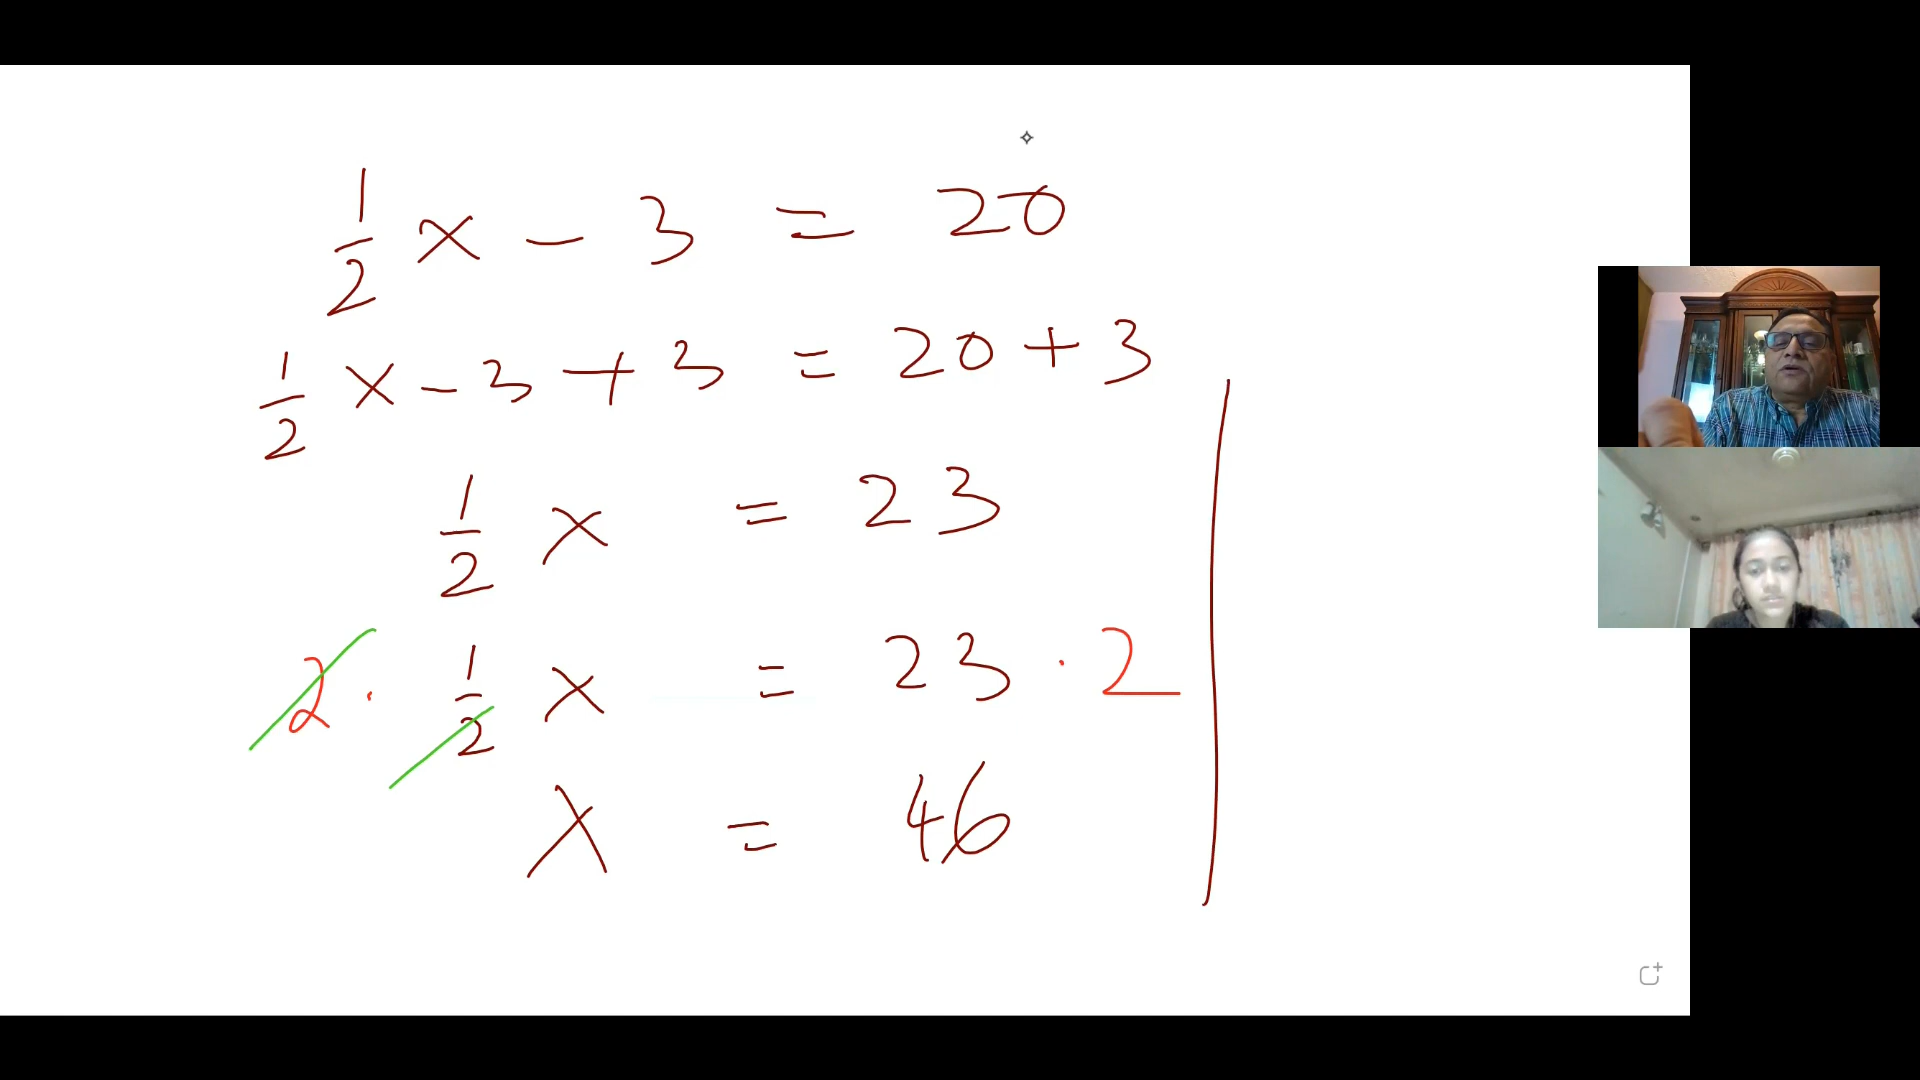 1/2 x - 3 = 20
1/2 x - 3 + 3 = 20 + 3
1/2 x = 23
2 · 1/2 x = 23 · 2
x = 46